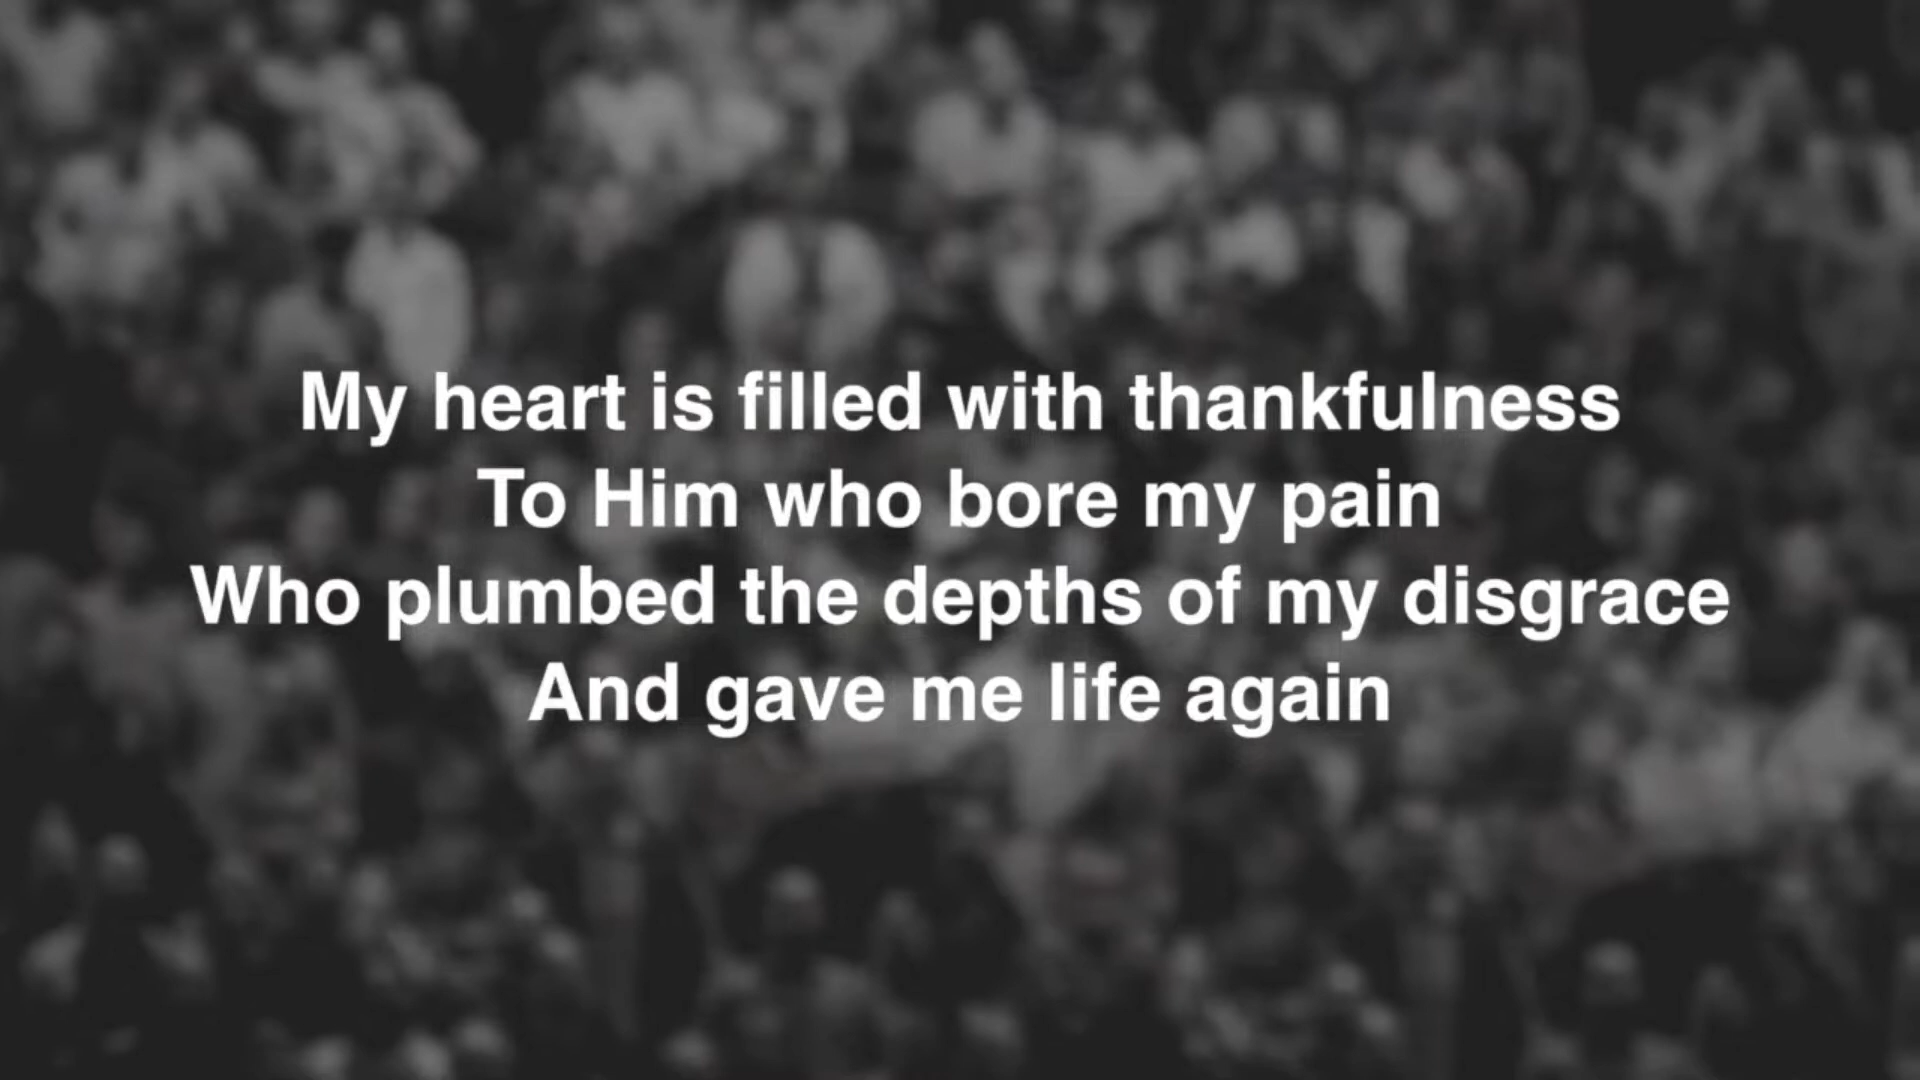 My heart is filled with thankfulness
To Him who bore my pain
Who plumbed the depths of my disgrace
And gave me life again